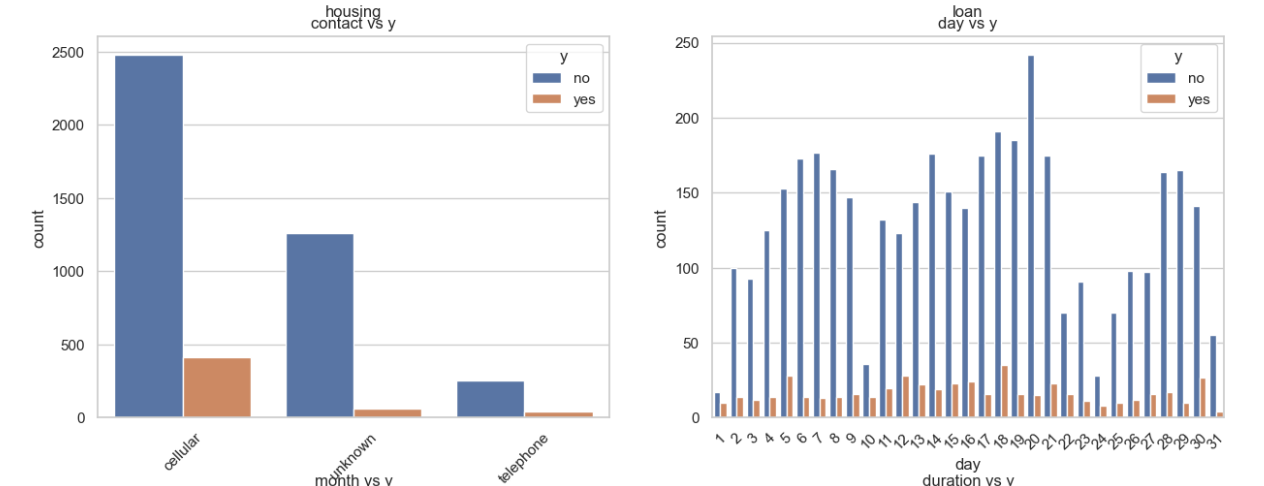 housing
contact vs y
2500
2000
1500
1000
500
0
count
y
no
yes
cellular
unknown
telephone
month vs y
loan
day vs y
250
200
150
100
50
0
count
y
no
yes
1 2 3 4 5 6 7 8 9 10 11 12 13 14 15 16 17 18 19 20 21 22 23 24 25 26 27 28 29 30 31
day
duration vs y